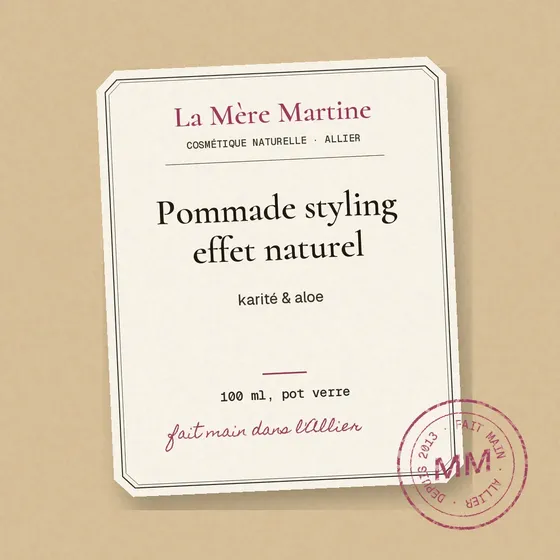 La Mère Martine
COSMÉTIQUE NATURELLE · ALLIER
Pommade styling
effet naturel
karité & aloe
100 ml, pot verre
fait main dans l'Allier
DEPUIS 2013 · FAIT MAIN · ALLIER ·
MM